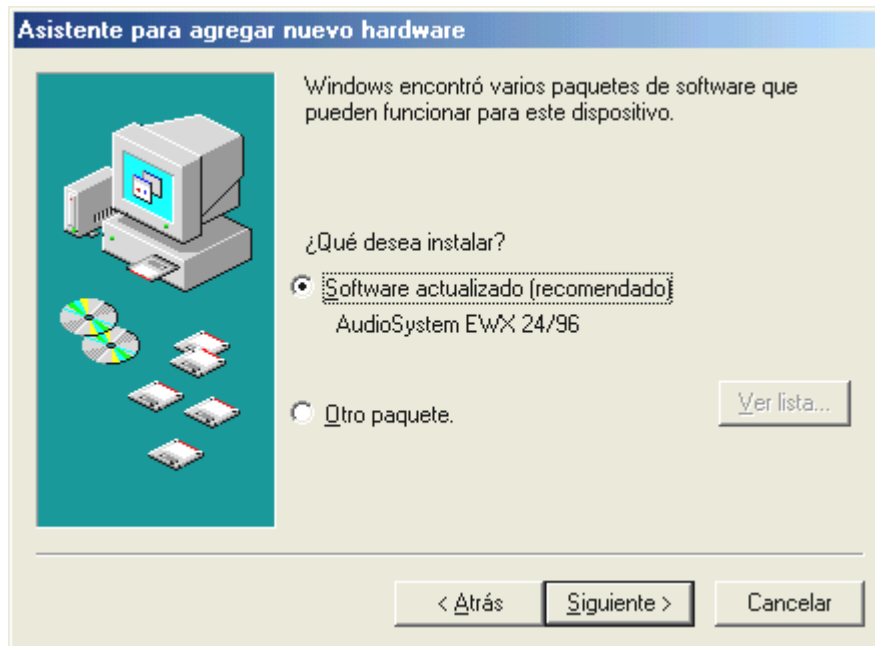 Asistente para agregar nuevo hardware
Windows encontró varios paquetes de software que
pueden funcionar para este dispositivo.
¿Qué desea instalar?
Software actualizado (recomendado)
AudioSystem EWX 24/96
Otro paquete.
Ver lista...
< Atrás
Siguiente >
Cancelar